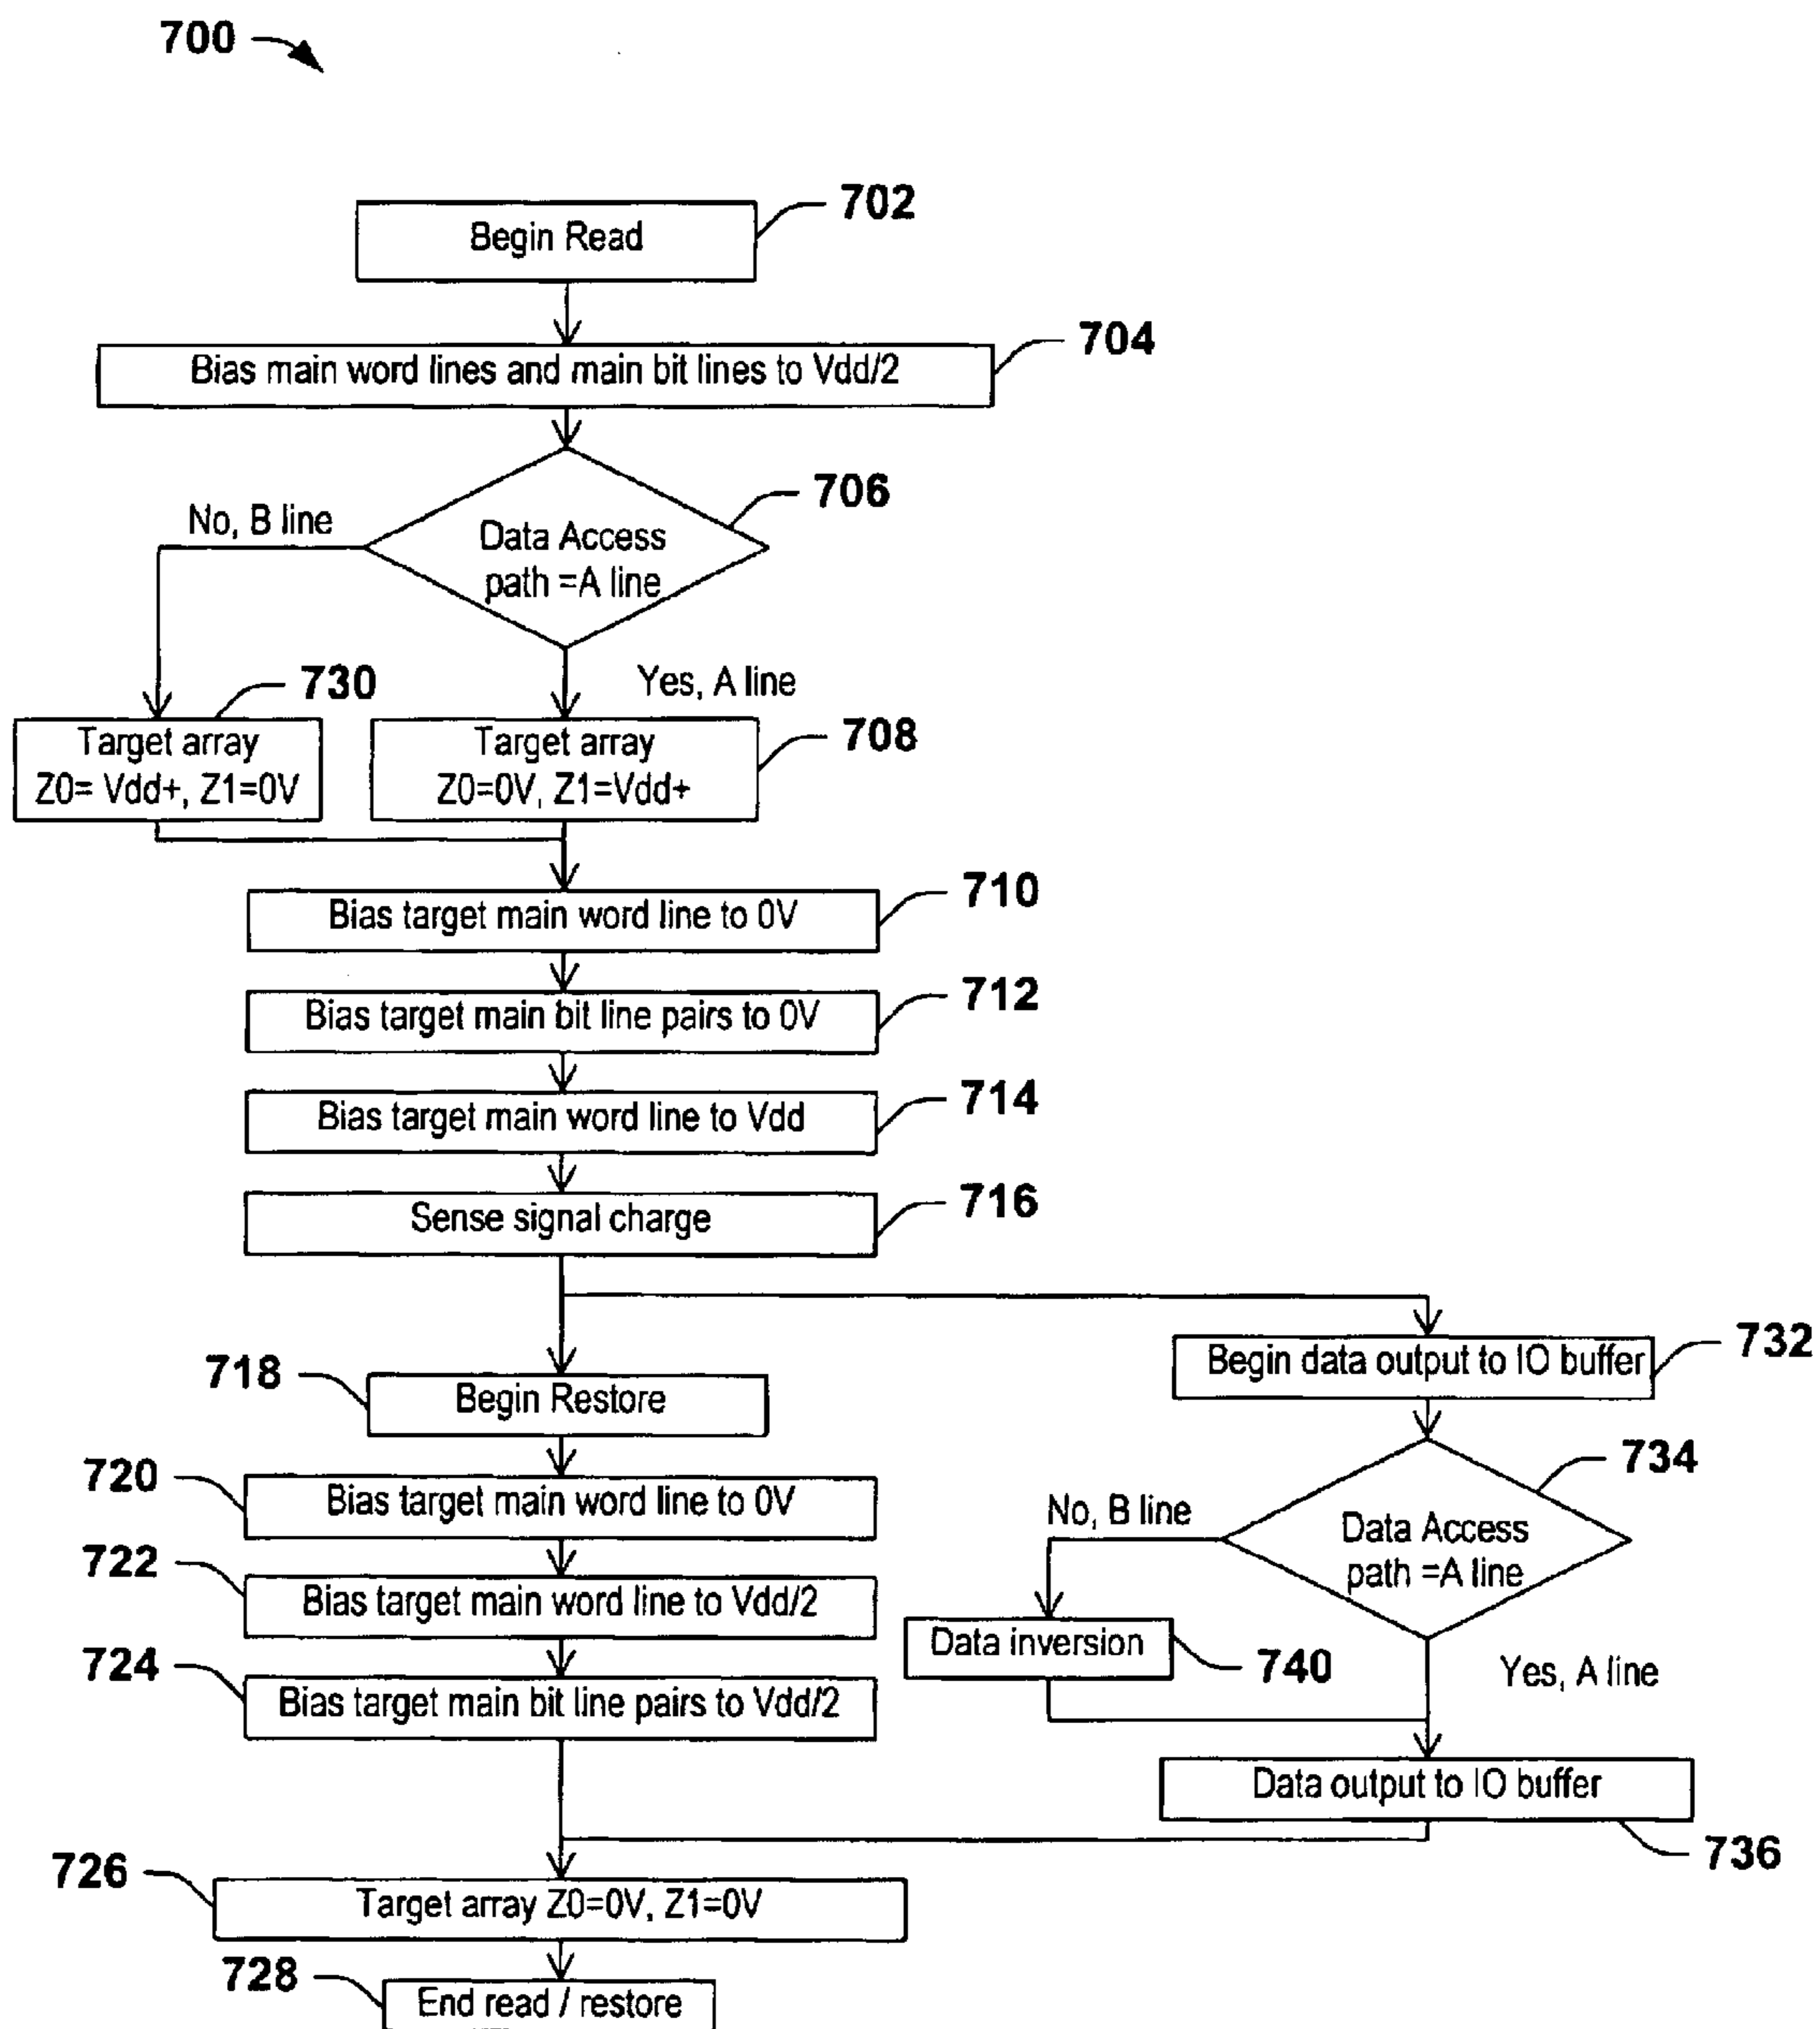 700
702
Begin Read
704
Bias main word lines and main bit lines to Vdd/2
706
No, B line
Data Access
path =A line
730
Yes, A line
708
Target array
Z0= Vdd+, Z1=0V
Target array
Z0=0V, Z1=Vdd+
710
Bias target main word line to 0V
712
Bias target main bit line pairs to 0V
714
Bias target main word line to Vdd
716
Sense signal charge
732
Begin data output to IO buffer
718
Begin Restore
734
720
Bias target main word line to 0V
No, B line
Data Access
path =A line
722
Bias target main word line to Vdd/2
Data inversion
740
Yes, A line
724
Bias target main bit line pairs to Vdd/2
Data output to IO buffer
736
726
Target array Z0=0V, Z1=0V
728
End read / restore